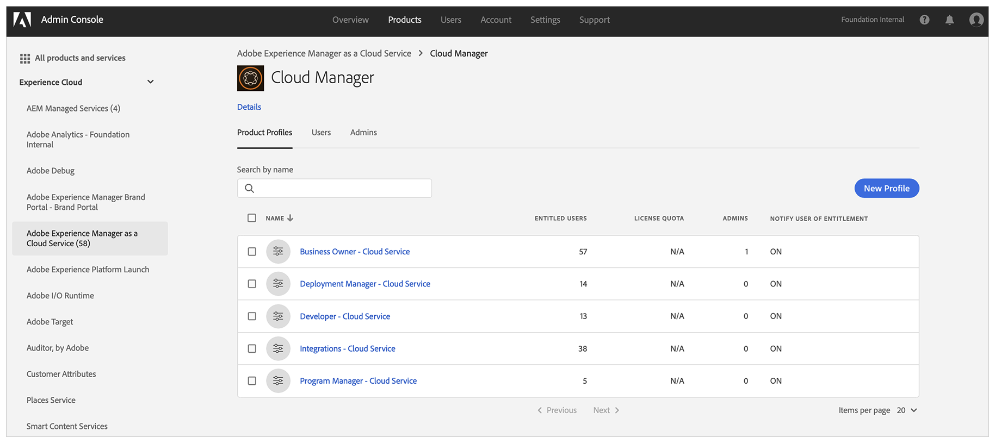 Admin Console
Overview Products Users Account Settings Support
Foundation Internal
All products and services
Experience Cloud
AEM Managed Services (4)
Adobe Analytics - Foundation
Internal
Adobe Debug
Adobe Experience Manager Brand
Portal - Brand Portal
Adobe Experience Manager as a
Cloud Service (58)
Adobe Experience Platform Launch
Adobe I/O Runtime
Adobe Target
Auditor, by Adobe
Customer Attributes
Places Service
Smart Content Services
Adobe Experience Manager as a Cloud Service > Cloud Manager
Cloud Manager
Details
Product Profiles Users Admins
Search by name
New Profile
NAME ENTITLED USERS LICENSE QUOTA ADMINS NOTIFY USER OF ENTITLEMENT
Business Owner - Cloud Service 57 N/A 1 ON
Deployment Manager - Cloud Service 14 N/A 0 ON
Developer - Cloud Service 13 N/A 0 ON
Integrations - Cloud Service 38 N/A 0 ON
Program Manager - Cloud Service 5 N/A 0 ON
Previous Next
Items per page 20